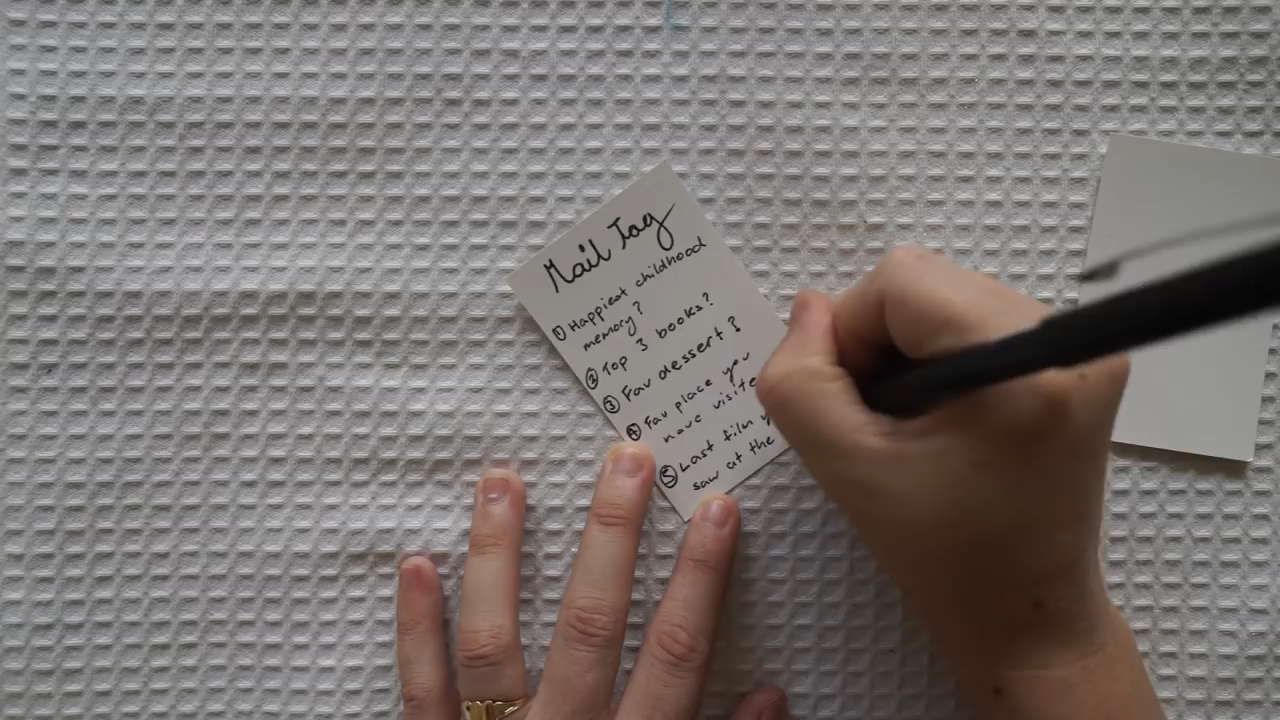 Mail Tag
① Happiest childhood
memory?
② Top 3 books?
③ Fav dessert?
④ Fav place you
have visite
⑤ Last film y
saw at the